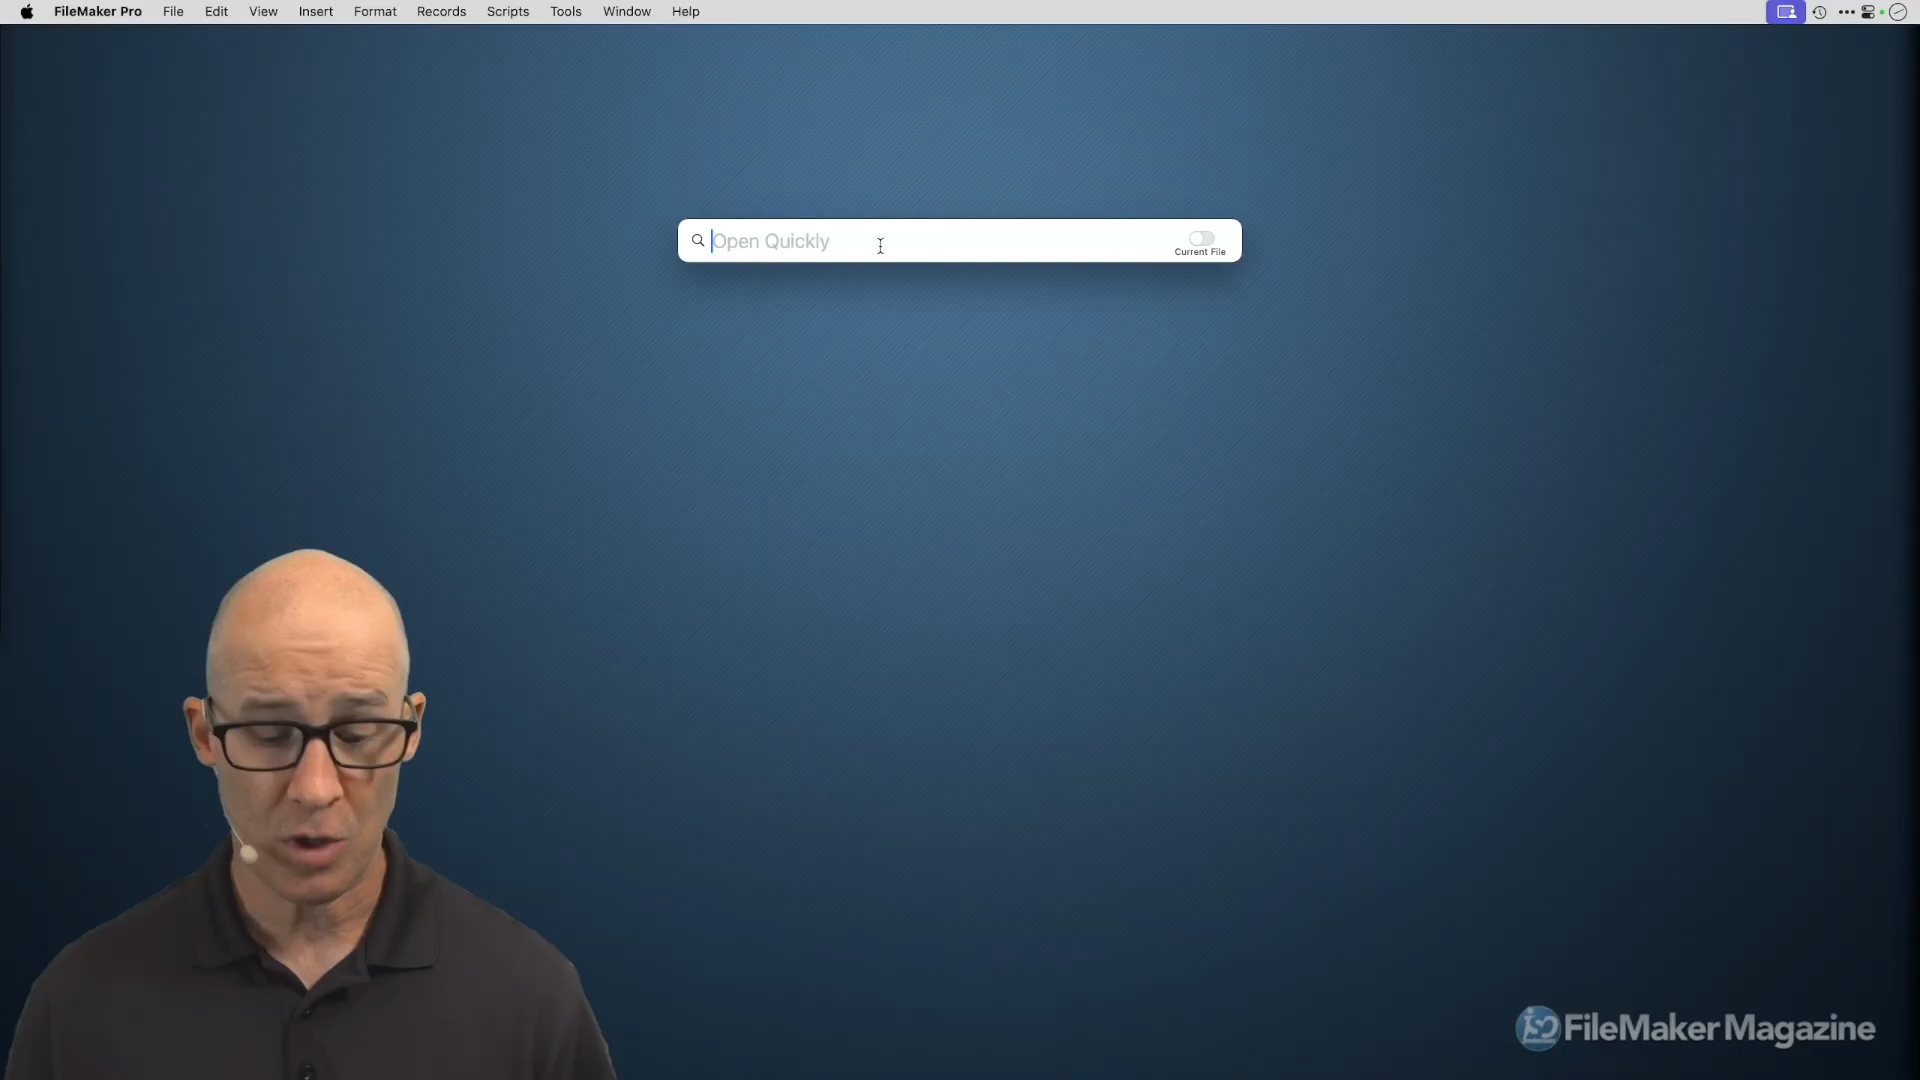 FileMaker Pro File Edit View Insert Format Records Scripts Tools Window Help
Open Quickly
Current File
FileMaker Magazine